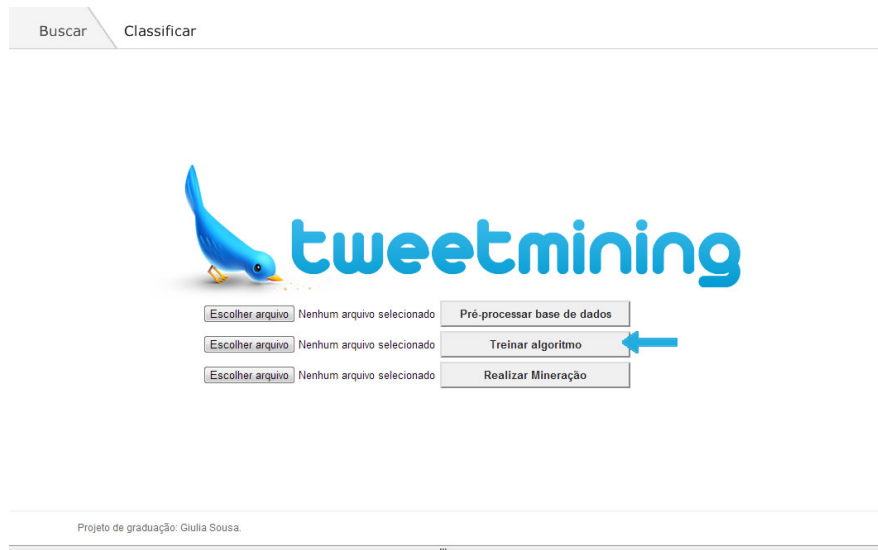 Buscar Classificar
tweetmining
Escolher arquivo Nenhum arquivo selecionado Pré-processar base de dados
Escolher arquivo Nenhum arquivo selecionado Treinar algoritmo
Escolher arquivo Nenhum arquivo selecionado Realizar Mineração
Projeto de graduação: Giulia Sousa.